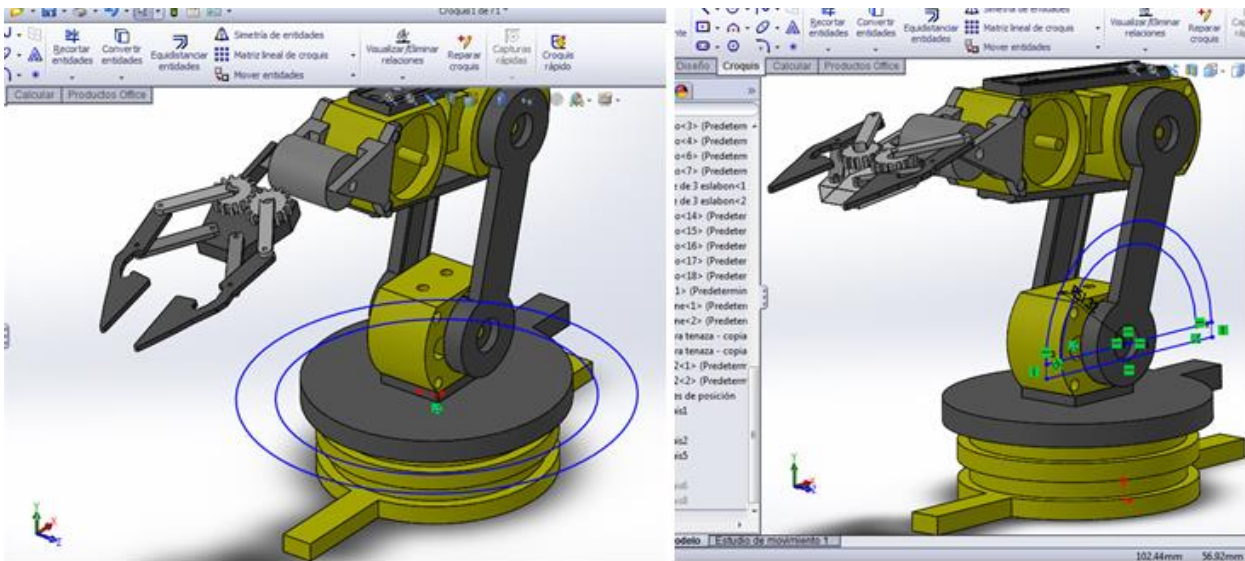 Croquis1 de r1 *
Recortar entidades
Convertir entidades
Equidistanciar entidades
Simetría de entidades
Matriz lineal de croquis
Mover entidades
Visualizar/Eliminar relaciones
Reparar croquis
Capturas rápidas
Croquis rápido
Calcular
Productos Office
Recortar entidades
Convertir entidades
Equidistanciar entidades
Matriz lineal de croquis
Mover entidades
Visualizar/Eliminar relaciones
Reparar croquis
Diseño
Croquis
Calcular
Productos Office
o<3> (Predeterm
o<4> (Predeterm
o<6> (Predeterm
o<7> (Predeterm
e de 3 eslabon<1
e de 3 eslabon<2
o<14> (Predeter
o<15> (Predeter
o<16> (Predeter
o<17> (Predeter
o<18> (Predeter
1> (Predetermin
ne<1> (Predeten
ne<2> (Predeten
ra tenaza - copia
ra tenaza - copia
2<1> (Predeterm
2<2> (Predeterm
es de posición
is1
is2
is5
odelo
Estudio de movimiento 1
102.44mm
56.92mm